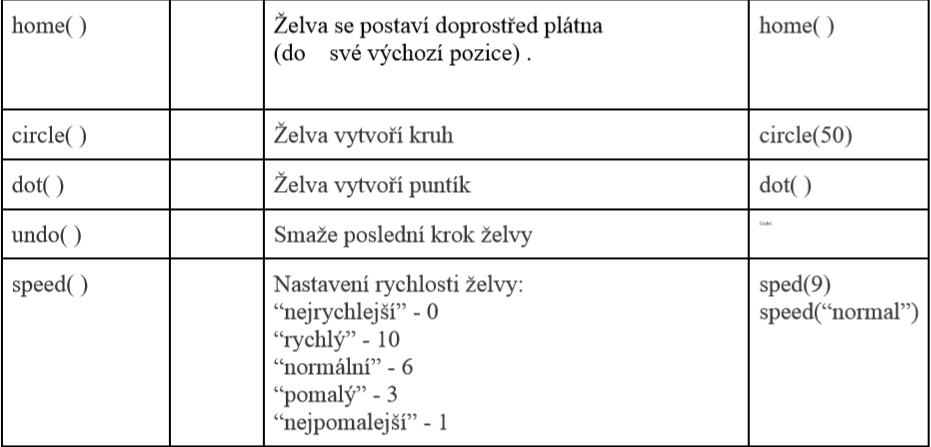 home( )
Želva se postaví doprostřed plátna
(do své výchozí pozice) .
home( )
circle( )
Želva vytvoří kruh
circle(50)
dot( )
Želva vytvoří puntík
dot( )
undo( )
Smaže poslední krok želvy
speed( )
Nastavení rychlosti želvy:
“nejrychlejší” - 0
“rychlý” - 10
“normální” - 6
“pomalý” - 3
“nejpomalejší” - 1
sped(9)
speed(“normal”)